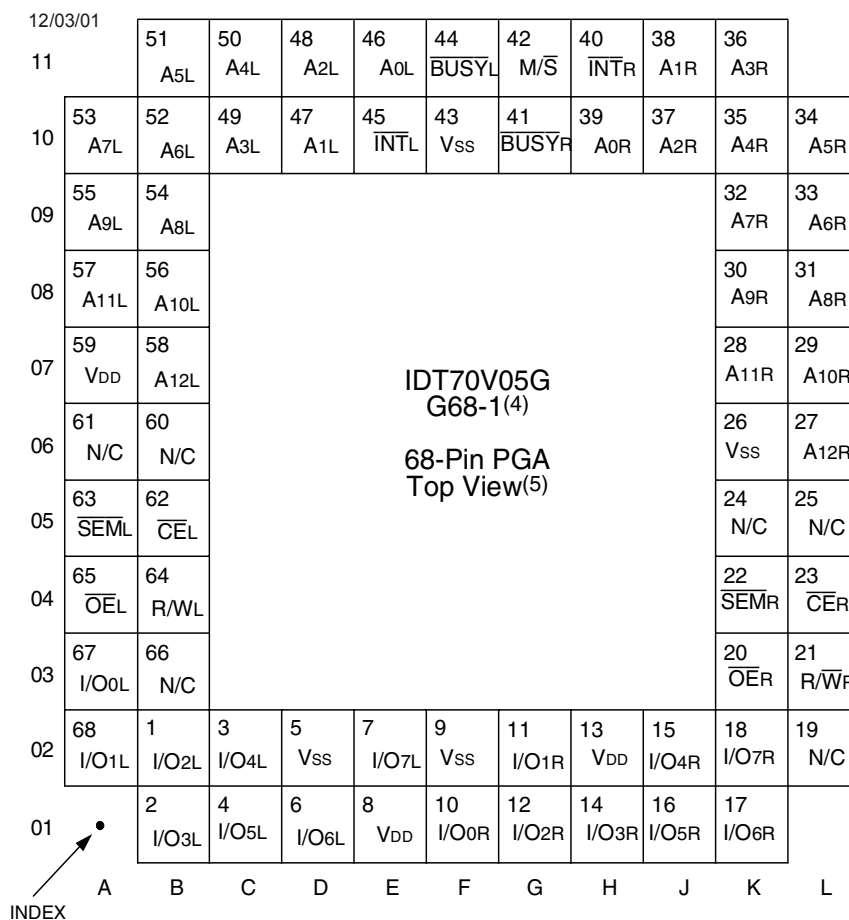 12/03/01
11
51 50 48 46 44 42 40 38 36
A5L A4L A2L A0L BUSYL M/S INTR A1R A3R
10
53 52 49 47 45 43 41 39 37 35 34
A7L A6L A3L A1L INTL VSS BUSYR A0R A2R A4R A5R
09
55 54 32 33
A9L A8L A7R A6R
08
57 56 30 31
A11L A10L A9R A8R
07
59 58 28 29
VDD A12L A11R A10R
IDT70V05G
G68-1(4)
06
61 60 26 27
N/C N/C VSS A12R
68-Pin PGA
Top View(5)
05
63 62 24 25
SEML CEL N/C N/C
04
65 64 22 23
OEL R/WL SEMR CER
03
67 66 20 21
I/O0L N/C OER R/WR
02
68 1 3 5 7 9 11 13 15 18 19
I/O1L I/O2L I/O4L VSS I/O7L VSS I/O1R VDD I/O4R I/O7R N/C
01
2 4 6 8 10 12 14 16 17
I/O3L I/O5L I/O6L VDD I/O0R I/O2R I/O3R I/O5R I/O6R
A B C D E F G H J K L
INDEX